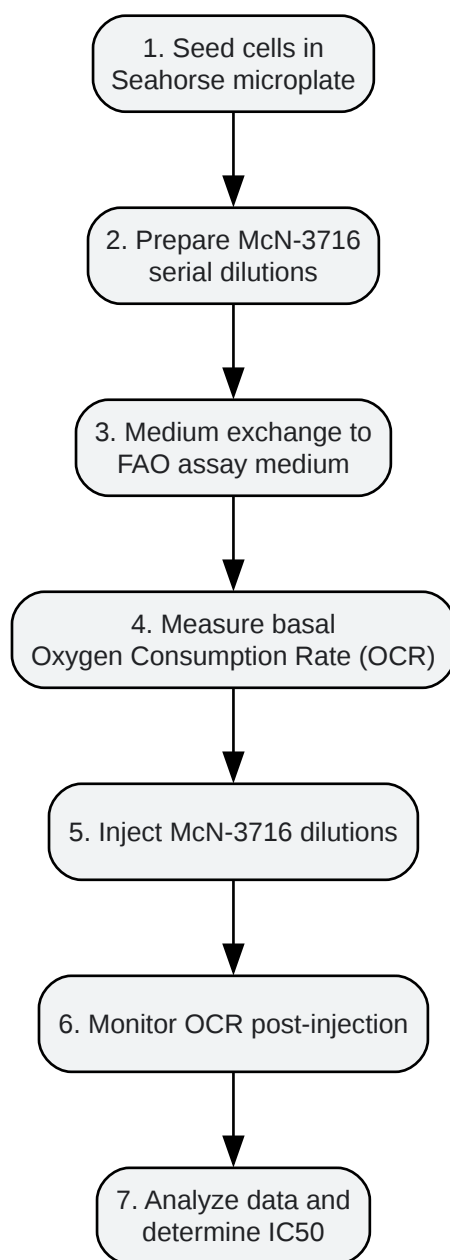 1. Seed cells in
Seahorse microplate
2. Prepare McN-3716
serial dilutions
3. Medium exchange to
FAO assay medium
4. Measure basal
Oxygen Consumption Rate (OCR)
5. Inject McN-3716 dilutions
6. Monitor OCR post-injection
7. Analyze data and
determine IC50